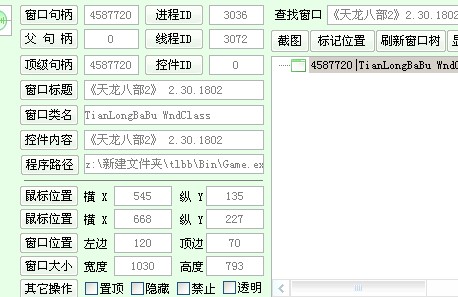 窗口句柄 4587720 进程ID 3036
父 句 柄 0 线程ID 3072
顶级句柄 4587720 控件ID 0
窗口标题 《天龙八部2》 2.30.1802
窗口类名 TianLongBaBu WndClass
控件内容 《天龙八部2》 2.30.1802
程序路径 z:\新建文件夹\tlbb\Bin\Game.ex
鼠标位置 横 X 545 纵 Y 135
鼠标位置 横 X 668 纵 Y 227
窗口位置 左边 120 顶边 70
窗口大小 宽度 1030 高度 793
其它操作 置顶 隐藏 禁止 透明
查找窗口 《天龙八部2》 2.30.1802
截图 标记位置 刷新窗口树
4587720 |TianLongBaBu WndC